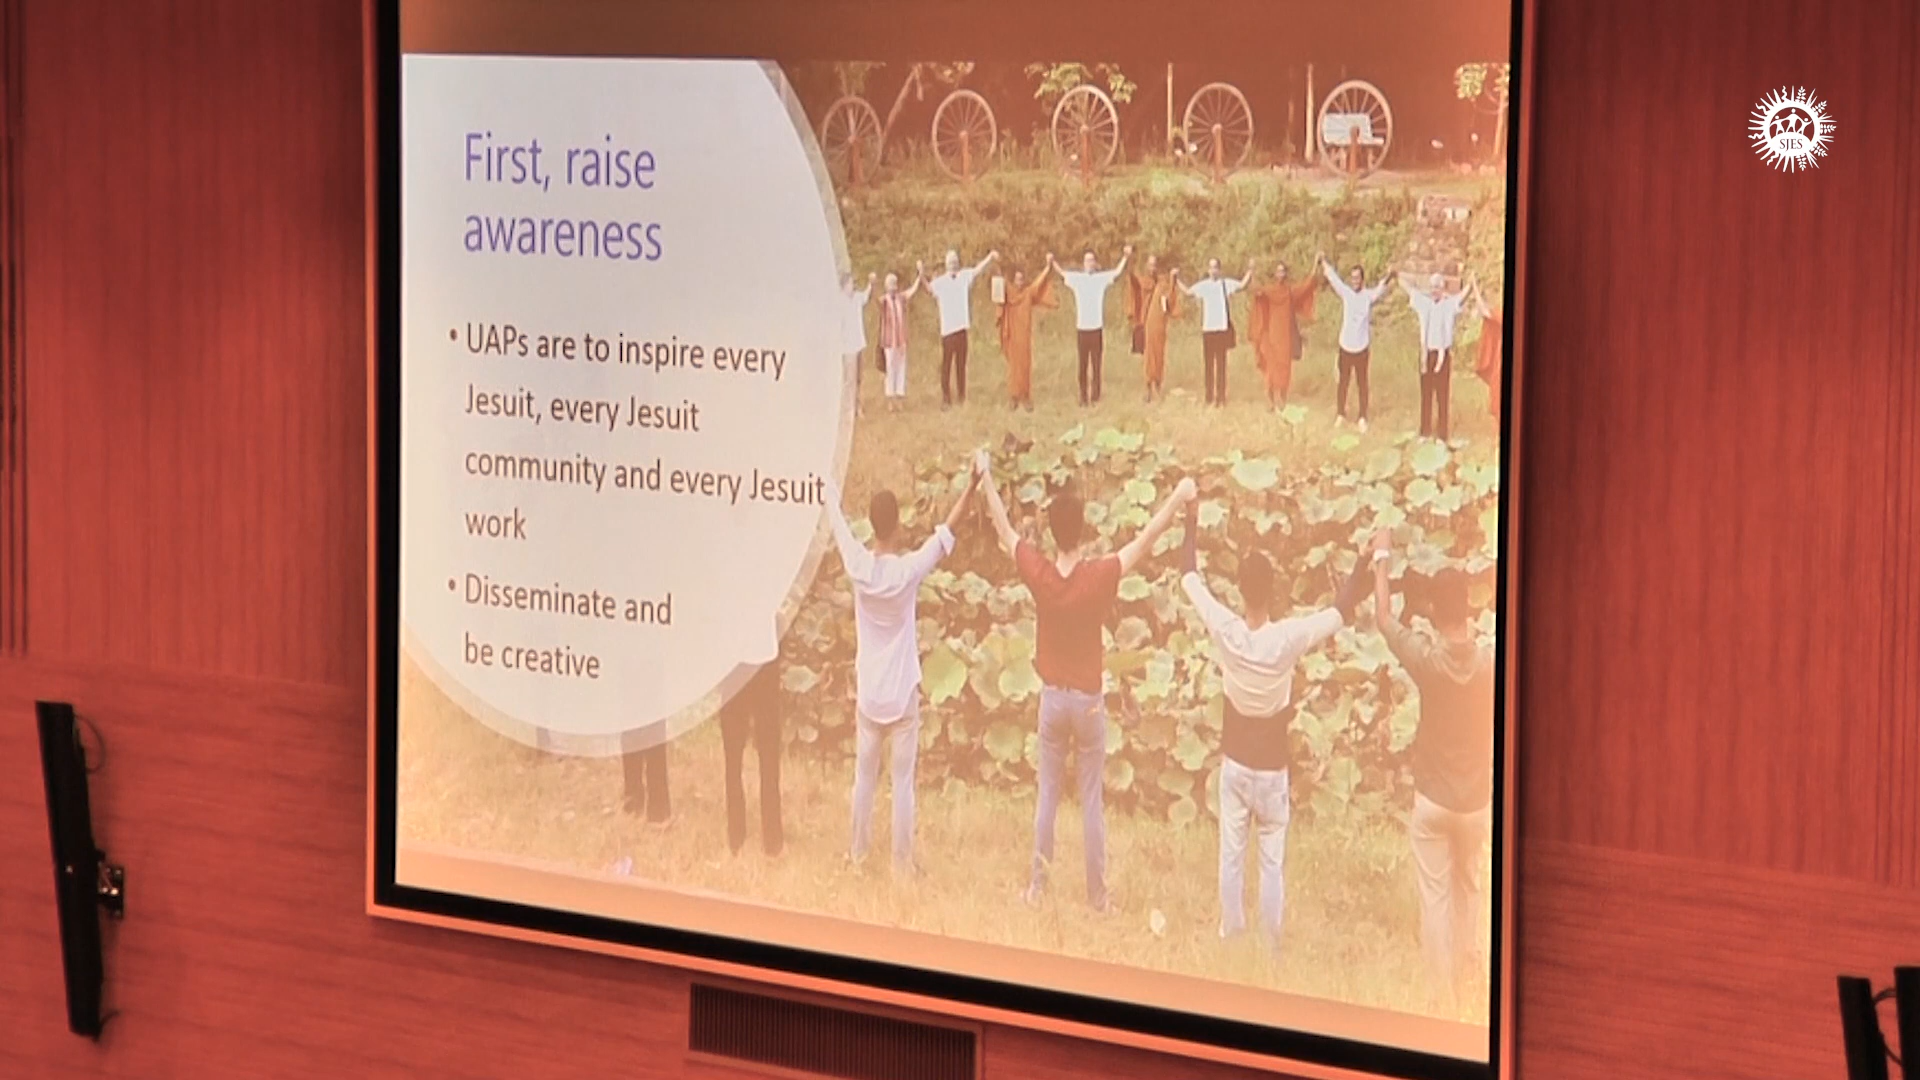 First, raise
awareness
• UAPs are to inspire every
Jesuit, every Jesuit
community and every Jesuit
work
• Disseminate and
be creative
SJES